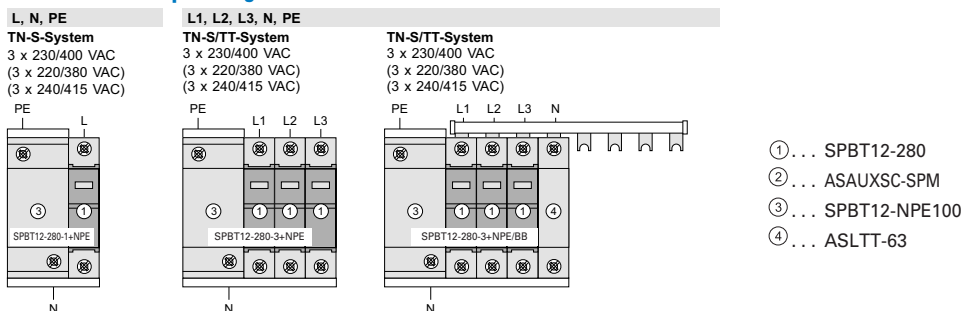 L, N, PE
TN-S-System
3 x 230/400 VAC
(3 x 220/380 VAC)
(3 x 240/415 VAC)
PE
L
③ ①
SPBT12-280-1+NPE
N
L1, L2, L3, N, PE
TN-S/TT-System
3 x 230/400 VAC
(3 x 220/380 VAC)
(3 x 240/415 VAC)
PE L1 L2 L3
③ ① ① ①
SPBT12-280-3+NPE
N
TN-S/TT-System
3 x 230/400 VAC
(3 x 220/380 VAC)
(3 x 240/415 VAC)
PE L1 L2 L3 N
③ ① ① ① ④
SPBT12-280-3+NPE/BB
N
①... SPBT12-280
②... ASAUXSC-SPM
③... SPBT12-NPE100
④... ASLTT-63